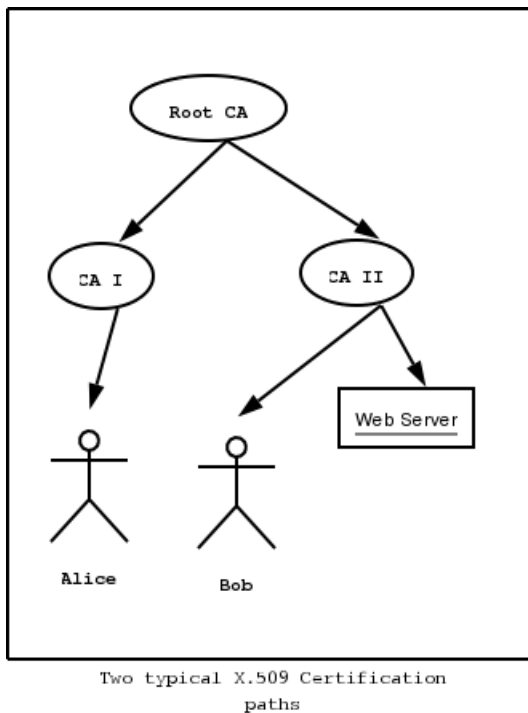 Root CA
CA I
CA II
Web Server
Alice
Bob
Two typical X.509 Certification
paths